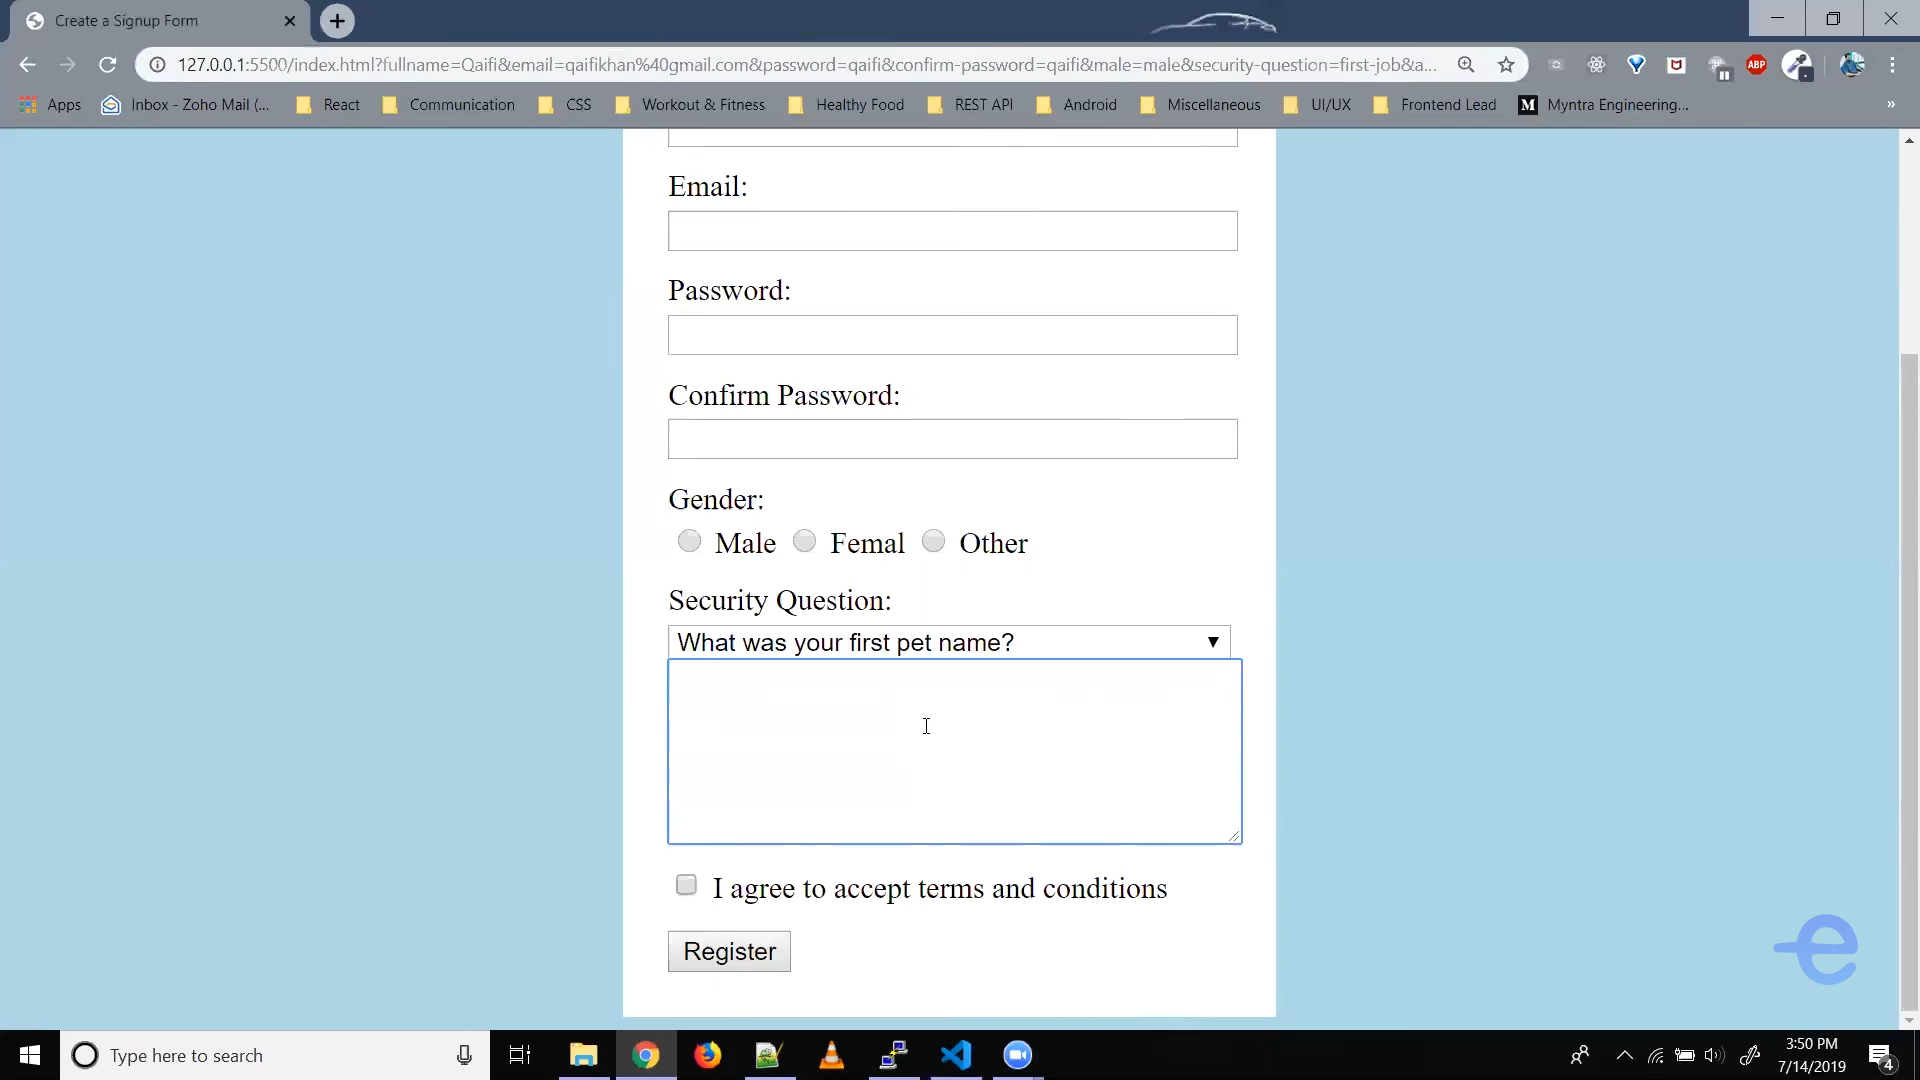 Create a Signup Form
127.0.0.1:5500/index.html?fullname=Qaifi&email=qaifikhan%40gmail.com&password=qaifi&confirm-password=qaifi&male=male&security-question=first-job&a...
ABP
Apps Inbox - Zoho Mail (... React Communication CSS Workout & Fitness Healthy Food REST API Android Miscellaneous UI/UX Frontend Lead M Myntra Engineering... »
Email:
Password:
Confirm Password:
Gender:
Male Femal Other
Security Question:
What was your first pet name?
I agree to accept terms and conditions
Register
e
Type here to search
3:50 PM
7/14/2019
4